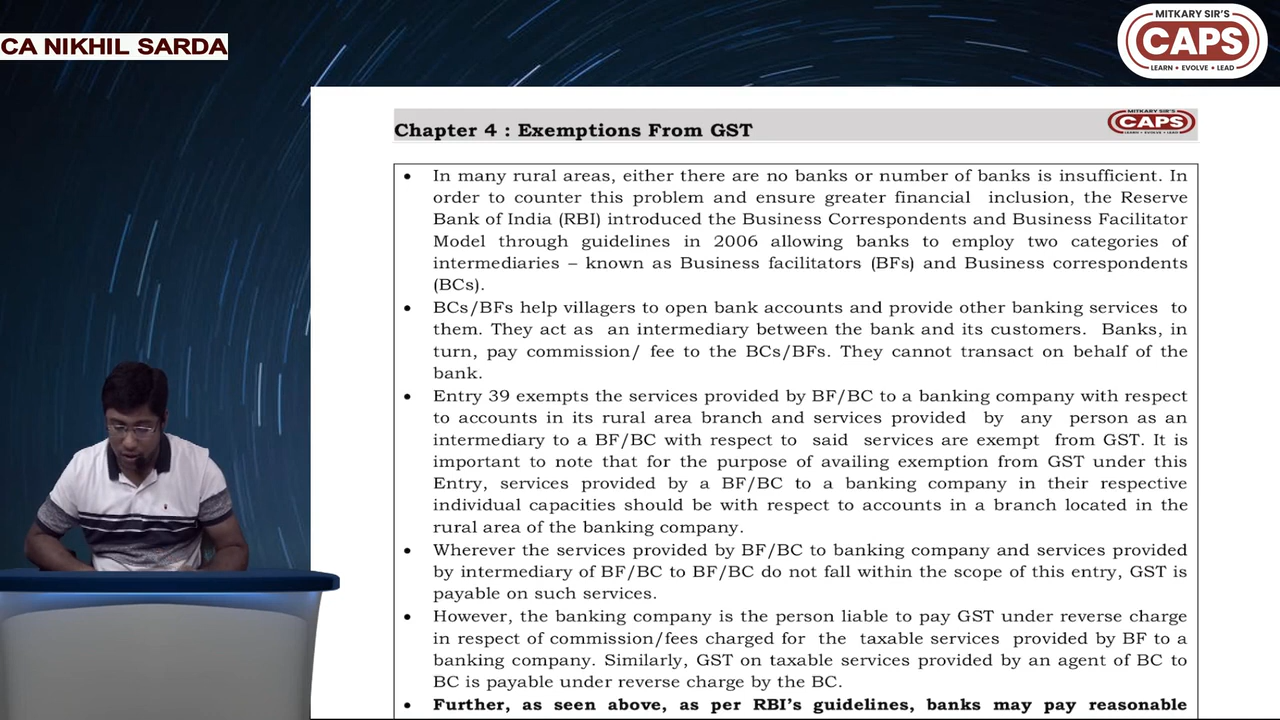 CA NIKHIL SARDA
MITKARY SIR'S
CAPS
LEARN • EVOLVE • LEAD
Chapter 4 : Exemptions From GST
MITKARY SIR'S
CAPS
LEARN • EVOLVE • LEAD
• In many rural areas, either there are no banks or number of banks is insufficient. In
order to counter this problem and ensure greater financial inclusion, the Reserve
Bank of India (RBI) introduced the Business Correspondents and Business Facilitator
Model through guidelines in 2006 allowing banks to employ two categories of
intermediaries – known as Business facilitators (BFs) and Business correspondents
(BCs).
• BCs/BFs help villagers to open bank accounts and provide other banking services to
them. They act as an intermediary between the bank and its customers. Banks, in
turn, pay commission/ fee to the BCs/BFs. They cannot transact on behalf of the
bank.
• Entry 39 exempts the services provided by BF/BC to a banking company with respect
to accounts in its rural area branch and services provided by any person as an
intermediary to a BF/BC with respect to said services are exempt from GST. It is
important to note that for the purpose of availing exemption from GST under this
Entry, services provided by a BF/BC to a banking company in their respective
individual capacities should be with respect to accounts in a branch located in the
rural area of the banking company.
• Wherever the services provided by BF/BC to banking company and services provided
by intermediary of BF/BC to BF/BC do not fall within the scope of this entry, GST is
payable on such services.
• However, the banking company is the person liable to pay GST under reverse charge
in respect of commission/fees charged for the taxable services provided by BF to a
banking company. Similarly, GST on taxable services provided by an agent of BC to
BC is payable under reverse charge by the BC.
• Further, as seen above, as per RBI's guidelines, banks may pay reasonable